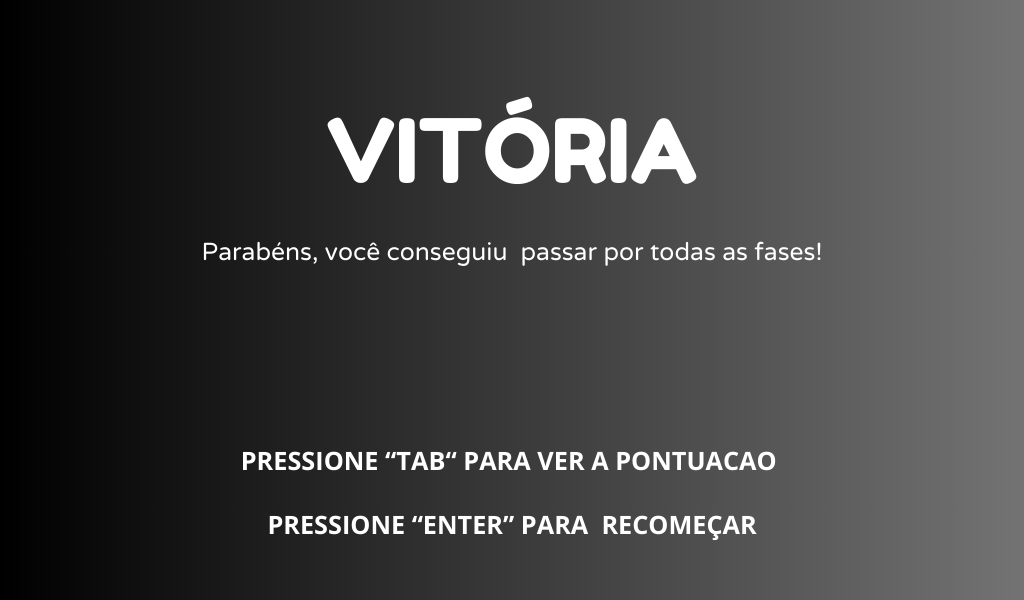 VITÓRIA
Parabéns, você conseguiu  passar por todas as fases!
PRESSIONE “TAB“ PARA VER A PONTUACAO
PRESSIONE “ENTER” PARA  RECOMEÇAR